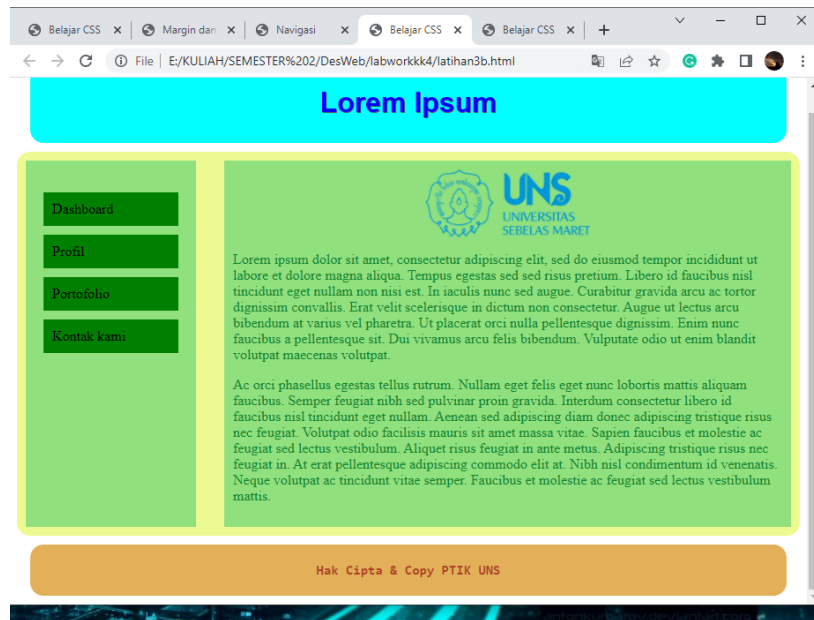 Belajar CSS
Margin dan
Navigasi
Belajar CSS
Belajar CSS
File | E:/KULIAH/SEMESTER%202/DesWeb/labworkkk4/latihan3b.html
Lorem Ipsum
Dashboard
Profil
Portofolio
Kontak kami
UNS
UNIVERSITAS
SEBELAS MARET
Lorem ipsum dolor sit amet, consectetur adipiscing elit, sed do eiusmod tempor incididunt ut
labore et dolore magna aliqua. Tempus egestas sed sed risus pretium. Libero id faucibus nisl
tincidunt eget nullam non nisi est. In iaculis nunc sed augue. Curabitur gravida arcu ac tortor
dignissim convallis. Erat velit scelerisque in dictum non consectetur. Augue ut lectus arcu
bibendum at varius vel pharetra. Ut placerat orci nulla pellentesque dignissim. Enim nunc
faucibus a pellentesque sit. Dui vivamus arcu felis bibendum. Vulputate odio ut enim blandit
volutpat maecenas volutpat.
Ac orci phasellus egestas tellus rutrum. Nullam eget felis eget nunc lobortis mattis aliquam
faucibus. Semper feugiat nibh sed pulvinar proin gravida. Interdum consectetur libero id
faucibus nisl tincidunt eget nullam. Aenean sed adipiscing diam donec adipiscing tristique risus
nec feugiat. Volutpat odio facilisis mauris sit amet massa vitae. Sapien faucibus et molestie ac
feugiat sed lectus vestibulum. Aliquet risus feugiat in ante metus. Adipiscing tristique risus nec
feugiat in. At erat pellentesque adipiscing commodo elit at. Nibh nisl condimentum id venenatis.
Neque volutpat ac tincidunt vitae semper. Faucibus et molestie ac feugiat sed lectus vestibulum
mattis.
Hak Cipta & Copy PTIK UNS